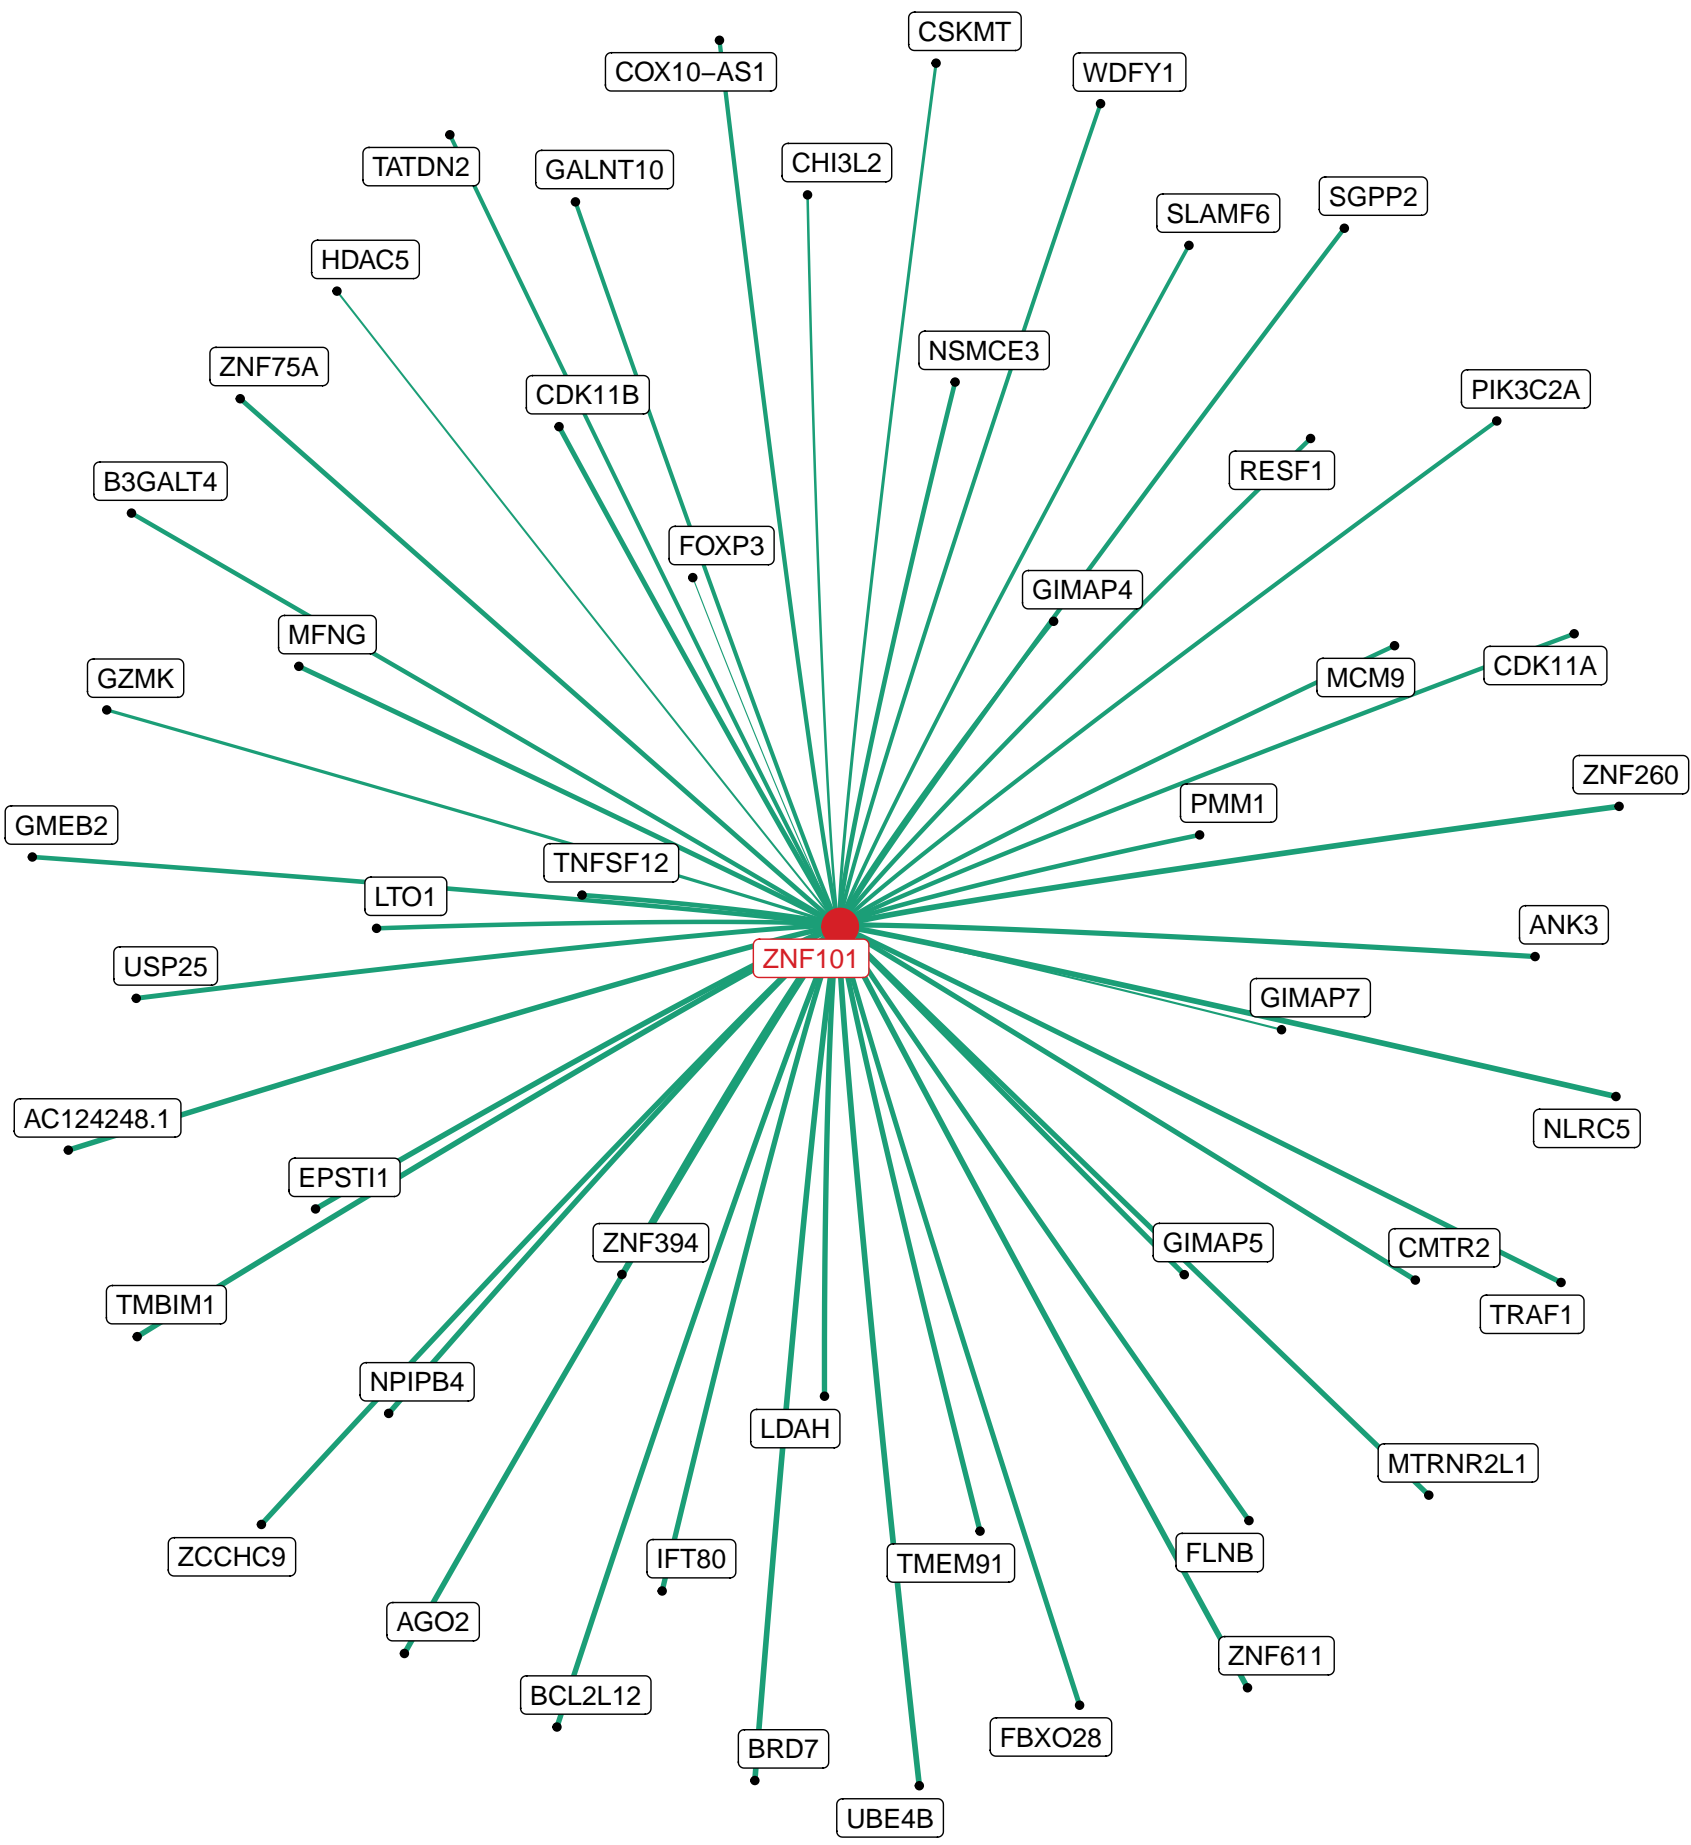 CSKMT
COX10−AS1
WDFY1
CHI3L2
TATDN2
GALNT10
SGPP2
SLAMF6
HDAC5
NSMCE3
ZNF75A
PIK3C2A
CDK11B
RESF1
B3GALT4
FOXP3
GIMAP4
MFNG
CDK11A
GZMK
MCM9
ZNF260
PMM1
GMEB2
TNFSF12
LTO1
ANK3
ZNF101
USP25
GIMAP7
AC124248.1
NLRC5
EPSTI1
ZNF394
GIMAP5
CMTR2
TMBIM1
TRAF1
NPIPB4
LDAH
MTRNR2L1
ZCCHC9
IFT80
TMEM91
FLNB
AGO2
ZNF611
BCL2L12
FBXO28
BRD7
UBE4B